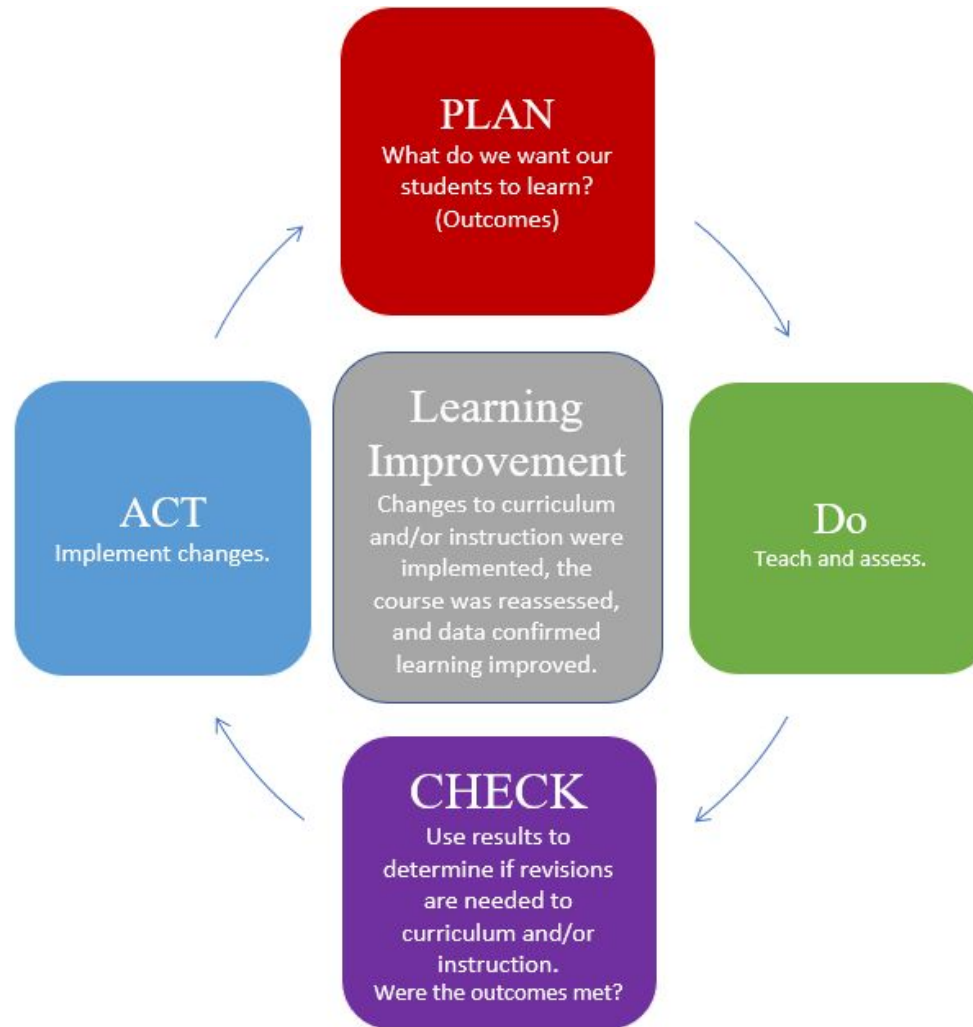 PLAN
What do we want our
students to learn?
(Outcomes)
Learning
Improvement
Changes to curriculum
and/or instruction were
implemented, the
course was reassessed,
and data confirmed
learning improved.
ACT
Implement changes.
Do
Teach and assess.
CHECK
Use results to
determine if revisions
are needed to
curriculum and/or
instruction.
Were the outcomes met?